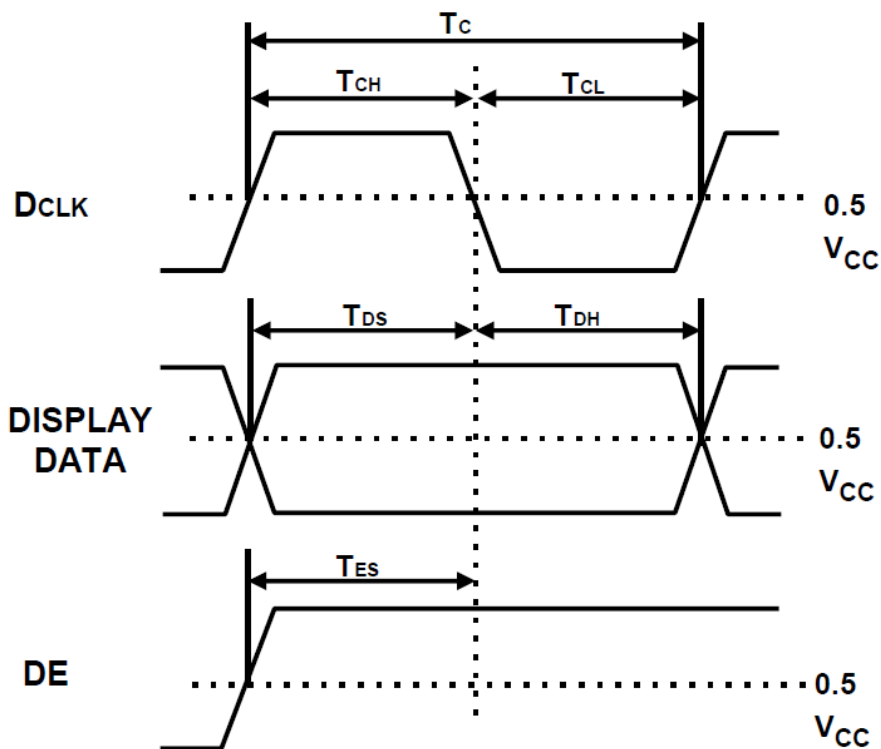 TC
TCH TCL
DCLK
0.5
VCC
TDS TDH
DISPLAY
DATA
0.5
VCC
TES
DE
0.5
VCC